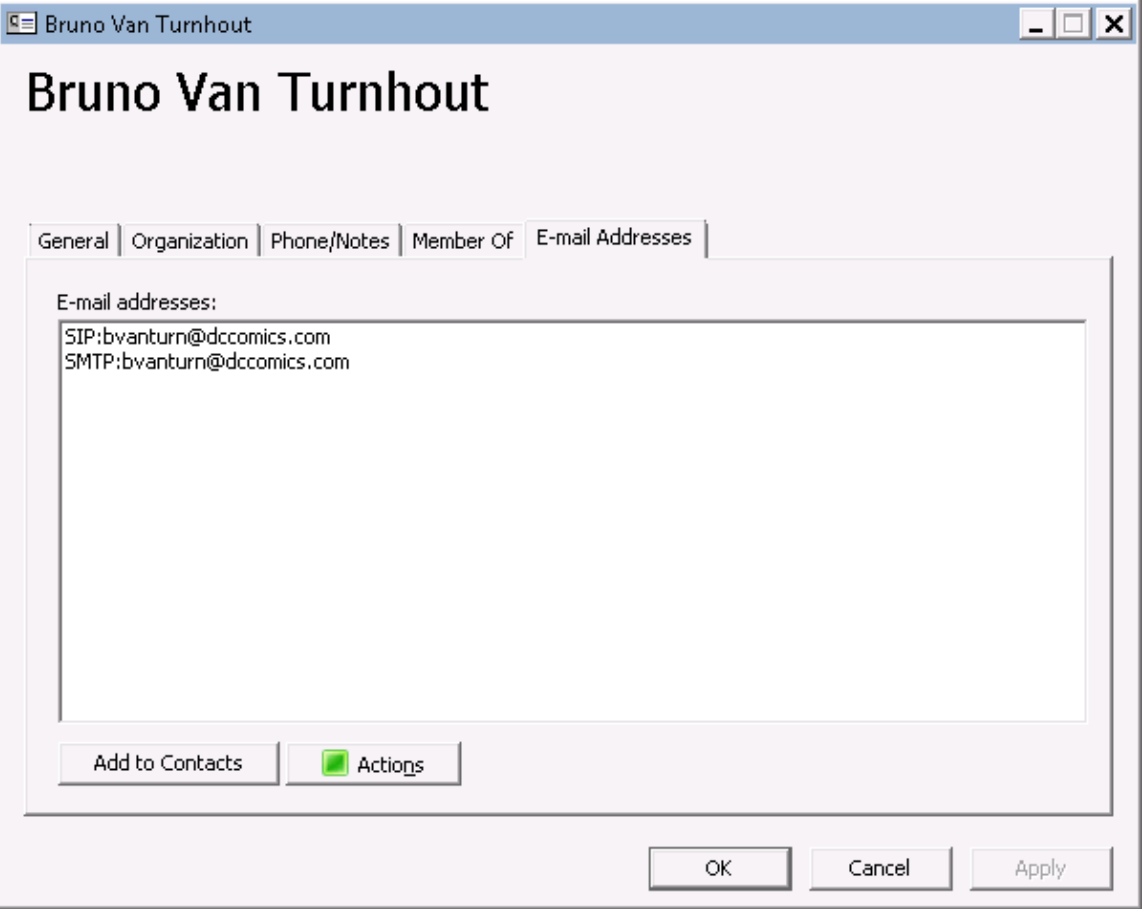 Bruno Van Turnhout
Bruno Van Turnhout
General Organization Phone/Notes Member Of E-mail Addresses
E-mail addresses:
SIP:bvanturn@dccomics.com
SMTP:bvanturn@dccomics.com
Add to Contacts Actions
OK Cancel Apply